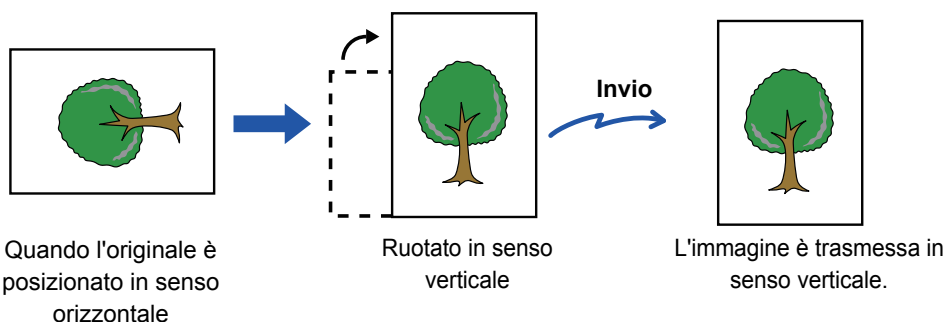 Invio
Quando l'originale è
posizionato in senso
orizzontale
Ruotato in senso
verticale
L'immagine è trasmessa in
senso verticale.